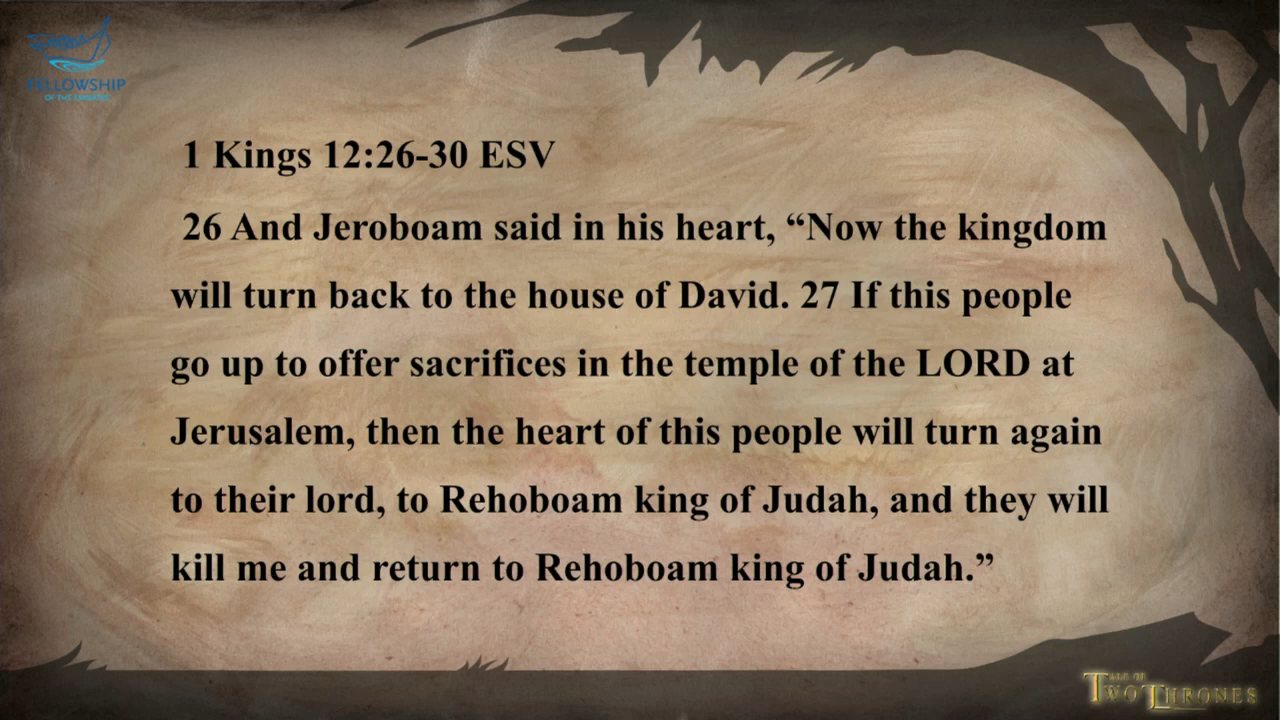 FELLOWSHIP
1 Kings 12:26-30 ESV
26 And Jeroboam said in his heart, “Now the kingdom
will turn back to the house of David. 27 If this people
go up to offer sacrifices in the temple of the LORD at
Jerusalem, then the heart of this people will turn again
to their lord, to Rehoboam king of Judah, and they will
kill me and return to Rehoboam king of Judah.”
TALE OF
TWO THRONES